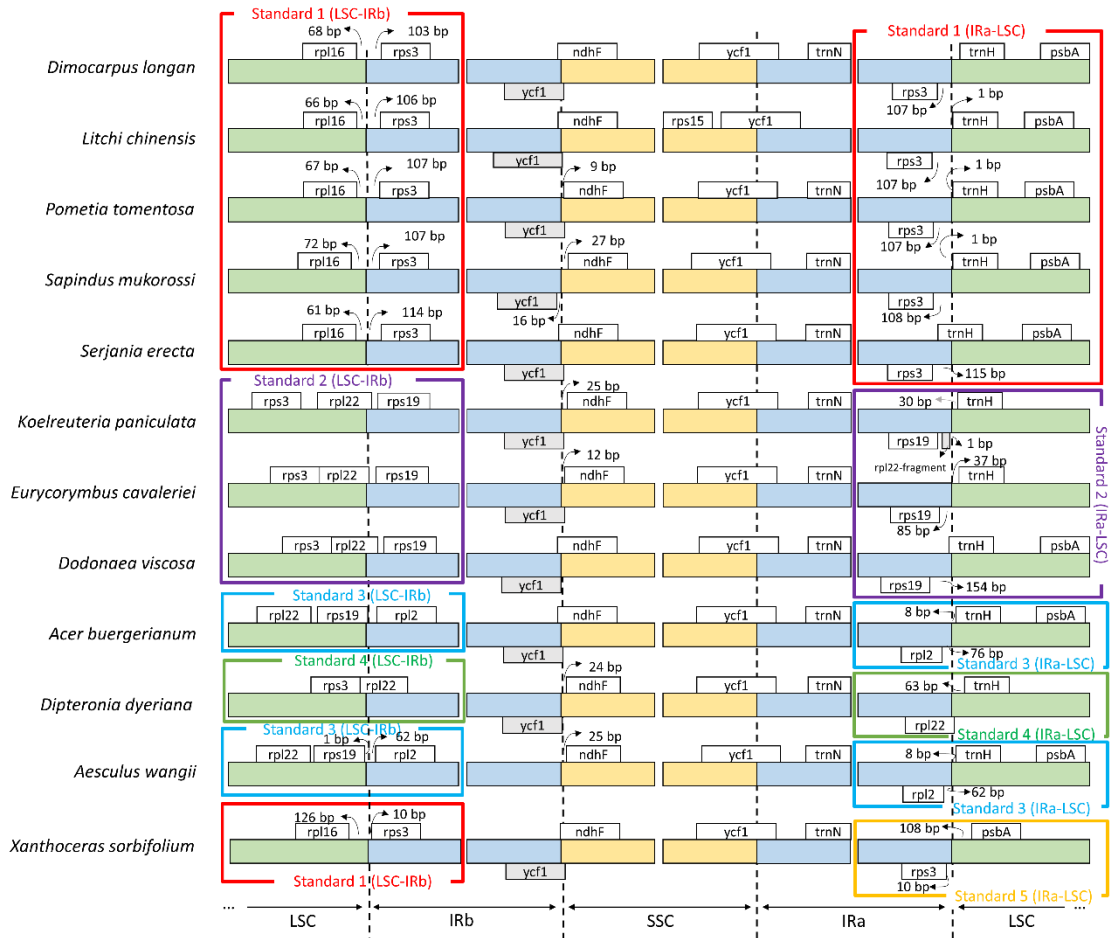 Standard 1 (LSC-IRb)
Standard 1 (IRa-LSC)
68 bp 103 bp
rpl16 rps3 ndhF ycf1 trnN trnH psbA
Dimocarpus longan
ycf1 rps3
107 bp 1 bp
66 bp 106 bp
rpl16 rps3 ndhF rps15 ycf1 trnH psbA
Litchi chinensis
ycf1 rps3
107 bp 1 bp
67 bp 107 bp 9 bp
rpl16 rps3 ndhF ycf1 trnN trnH psbA
Pometia tomentosa
ycf1 rps3
107 bp 1 bp
72 bp 107 bp 27 bp
rpl16 rps3 ndhF ycf1 trnN trnH psbA
Sapindus mukorossi
ycf1 rps3
16 bp 108 bp
61 bp 114 bp
rpl16 rps3 ndhF ycf1 trnN trnH psbA
Serjania erecta
ycf1 rps3 115 bp
Standard 2 (LSC-IRb)
Standard 2 (IRa-LSC)
25 bp 30 bp
rps3 rpl22 rps19 ndhF ycf1 trnN trnH
Koelreuteria paniculata
ycf1 rps19 1 bp
rpl22-fragment
12 bp 37 bp
rps3 rpl22 rps19 ndhF ycf1 trnN trnH
Eurycorymbus cavaleriei
ycf1 rps19
85 bp
rps3 rpl22 rps19 ndhF ycf1 trnN trnH psbA
Dodonaea viscosa
ycf1 rps19 154 bp
Standard 3 (LSC-IRb)
8 bp
rpl22 rps19 rpl2 ndhF ycf1 trnN trnH psbA
Acer buergerianum
ycf1 rpl2 76 bp
Standard 3 (IRa-LSC)
Standard 4 (LSC-IRb)
24 bp 63 bp
rps3 rpl22 ndhF ycf1 trnN trnH
Dipteronia dyeriana
ycf1 rpl22
Standard 4 (IRa-LSC)
Standard 3 (LSC-IRb)
1 bp 62 bp 25 bp 8 bp
rpl22 rps19 rpl2 ndhF ycf1 trnN trnH psbA
Aesculus wangii
ycf1 rpl2 62 bp
Standard 3 (IRa-LSC)
126 bp 10 bp 108 bp
rpl16 rps3 ndhF ycf1 trnN psbA
Xanthoceras sorbifolium
ycf1 rps3
10 bp
Standard 1 (LSC-IRb)
Standard 5 (IRa-LSC)
... LSC IRb SSC IRa LSC ...